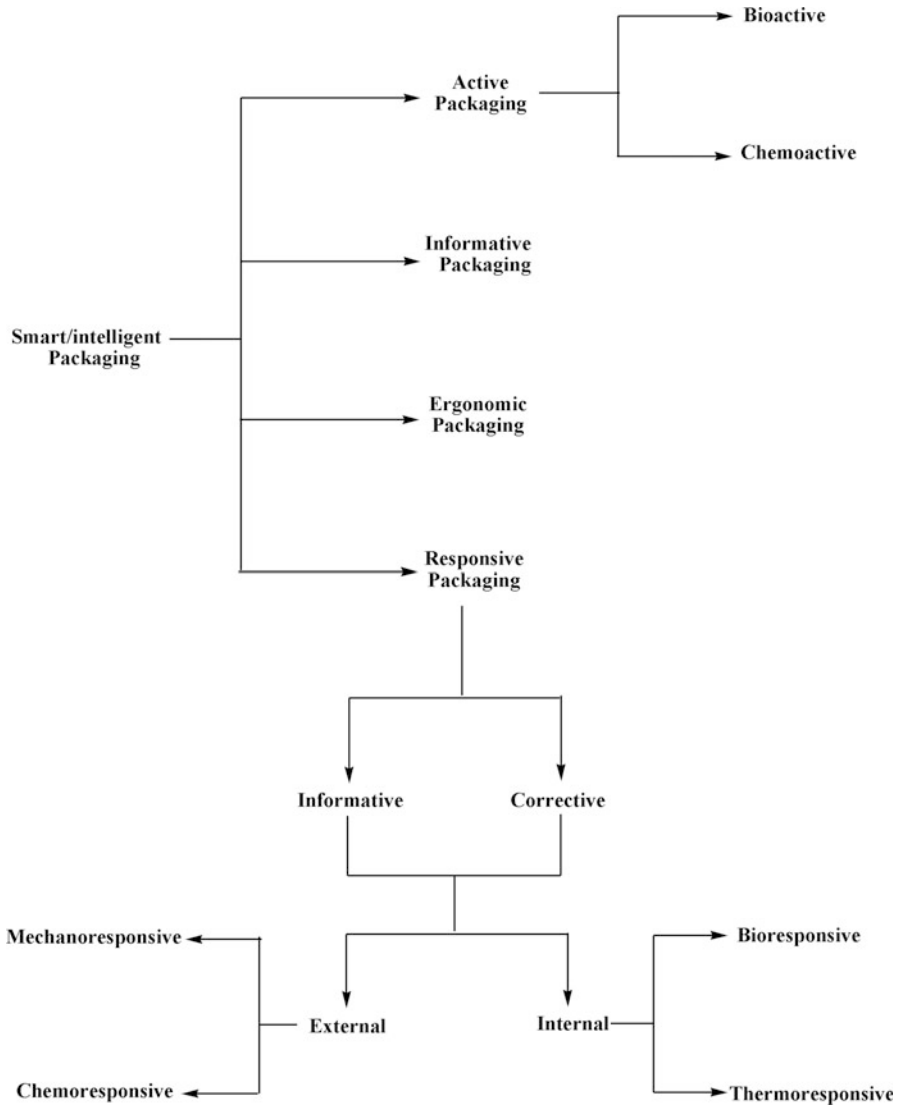 Bioactive
Active
Packaging
Chemoactive
Informative
Packaging
Smart/intelligent
Packaging
Ergonomic
Packaging
Responsive
Packaging
Informative
Corrective
Mechanoresponsive
Bioresponsive
External
Internal
Chemoresponsive
Thermoresponsive